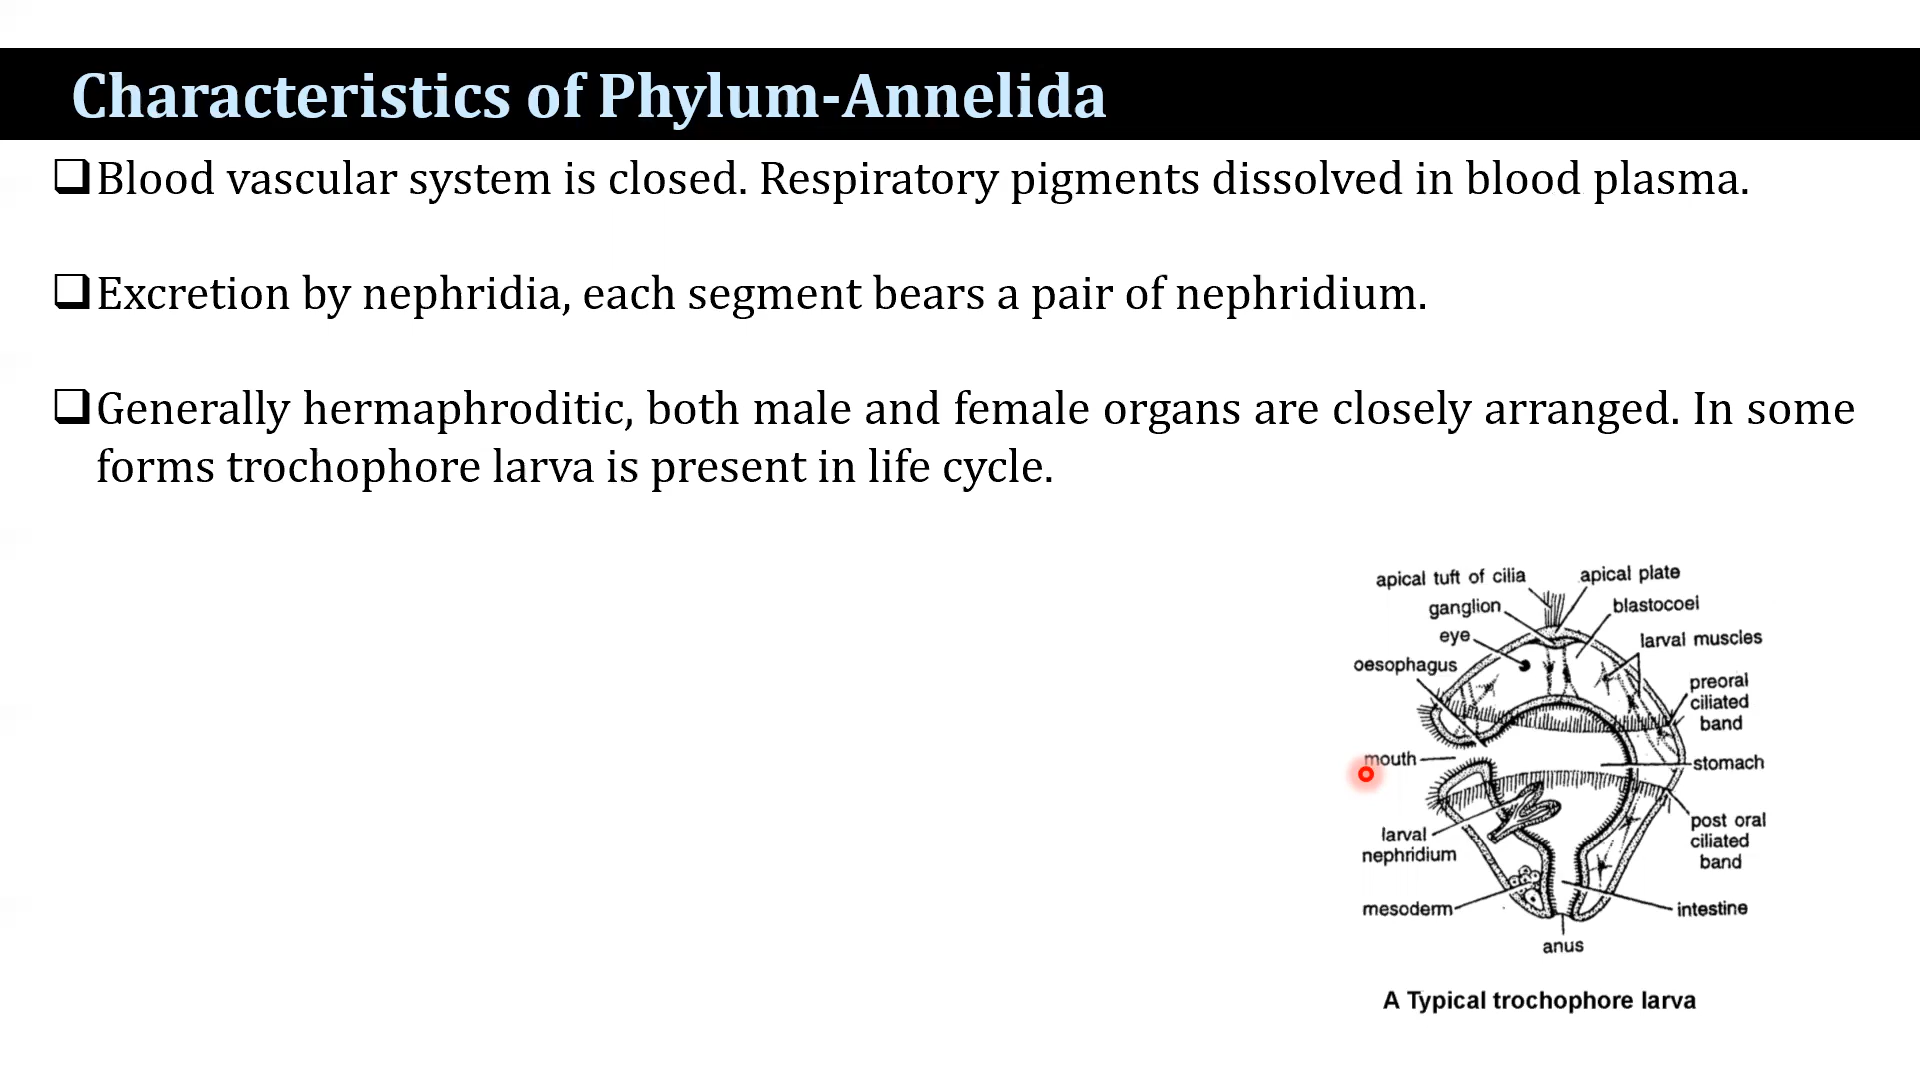 Characteristics of Phylum-Annelida
Blood vascular system is closed. Respiratory pigments dissolved in blood plasma.
Excretion by nephridia, each segment bears a pair of nephridium.
Generally hermaphroditic, both male and female organs are closely arranged. In some
forms trochophore larva is present in life cycle.
apical tuft of cilia
apical plate
ganglion
blastocoel
eye
larval muscles
oesophagus
preoral
ciliated
band
mouth
stomach
larval
nephridium
post oral
ciliated
band
mesoderm
intestine
anus
A Typical trochophore larva